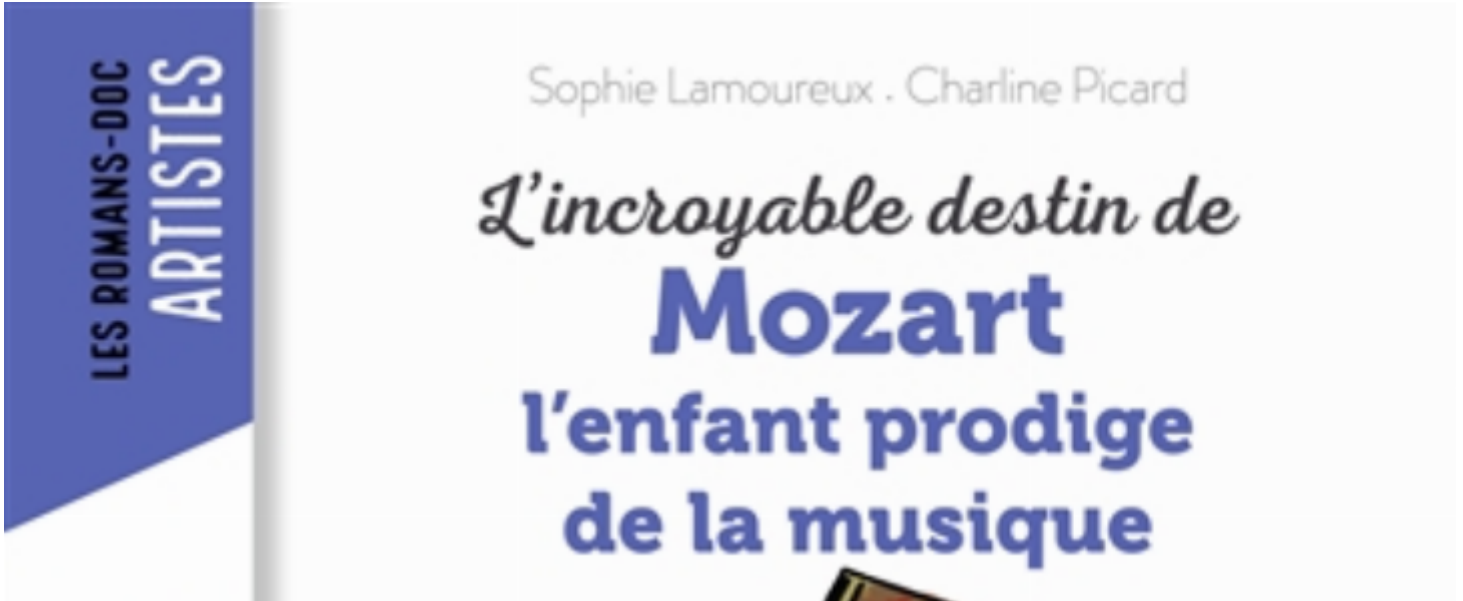 LES ROMANS-DOC
ARTISTES
Sophie Lamoureux . Charline Picard
L'incroyable destin de
Mozart
l'enfant prodige
de la musique